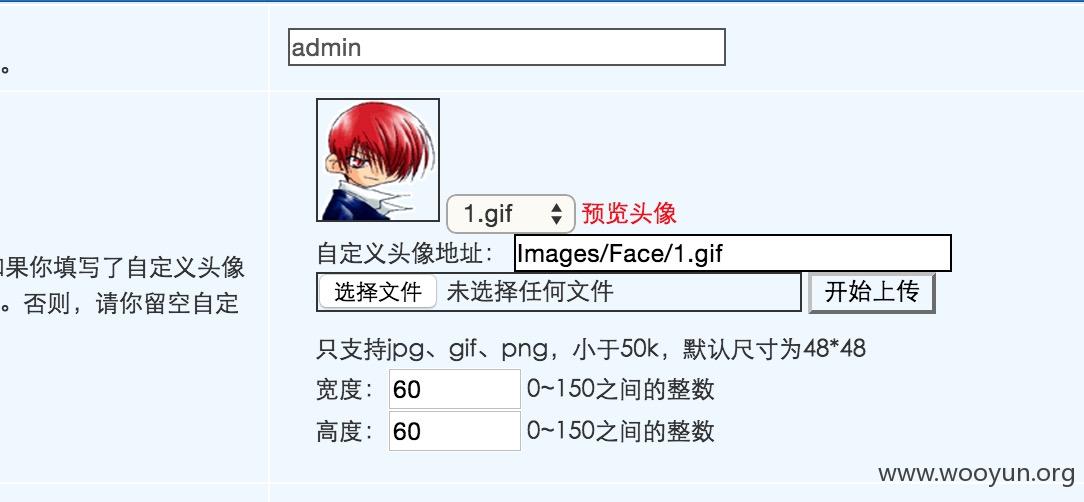 admin
。
1.gif 预览头像
自定义头像地址： Images/Face/1.gif
如果你填写了自定义头像
选择文件 未选择任何文件 开始上传
。否则，请你留空自定
只支持jpg、gif、png，小于50k，默认尺寸为48*48
宽度： 60 0~150之间的整数
高度： 60 0~150之间的整数
www.wooyun.org